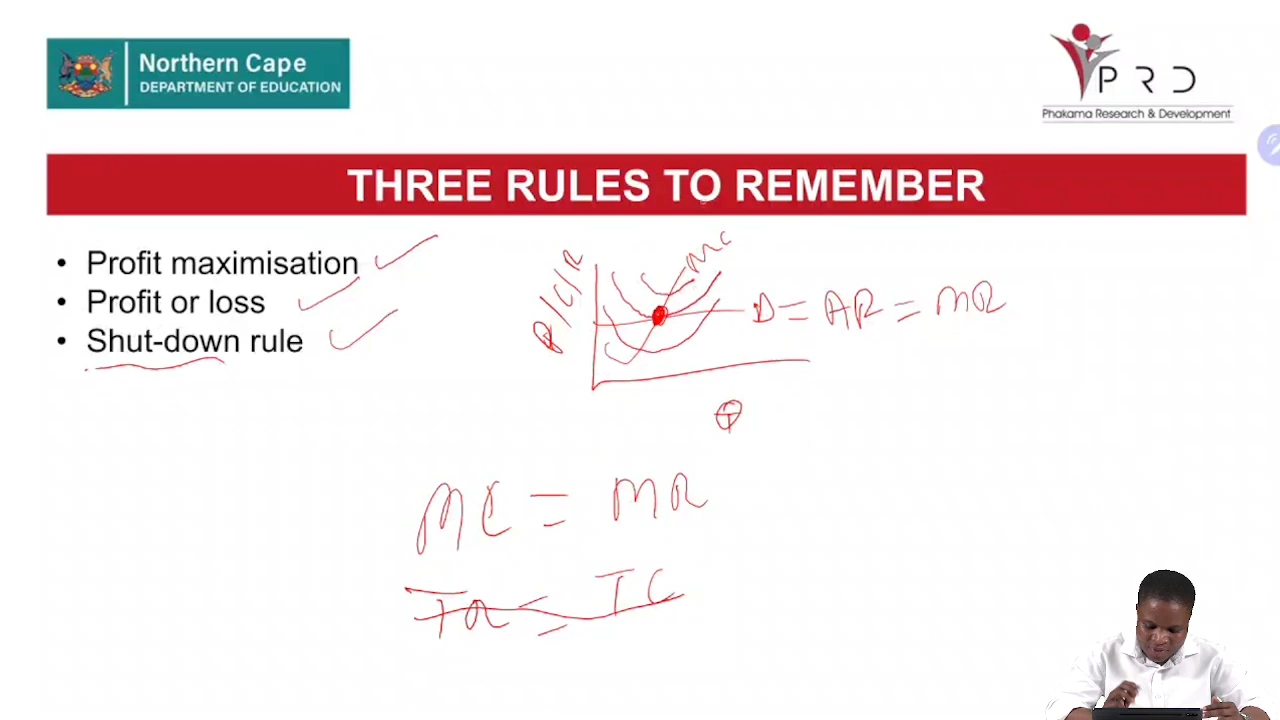 Northern Cape
DEPARTMENT OF EDUCATION
PRD
Phakama Research & Development
THREE RULES TO REMEMBER
• Profit maximisation
• Profit or loss
• Shut-down rule
P/C/R
MC
D = AR = MR
Q
MC = MR
TR = TC